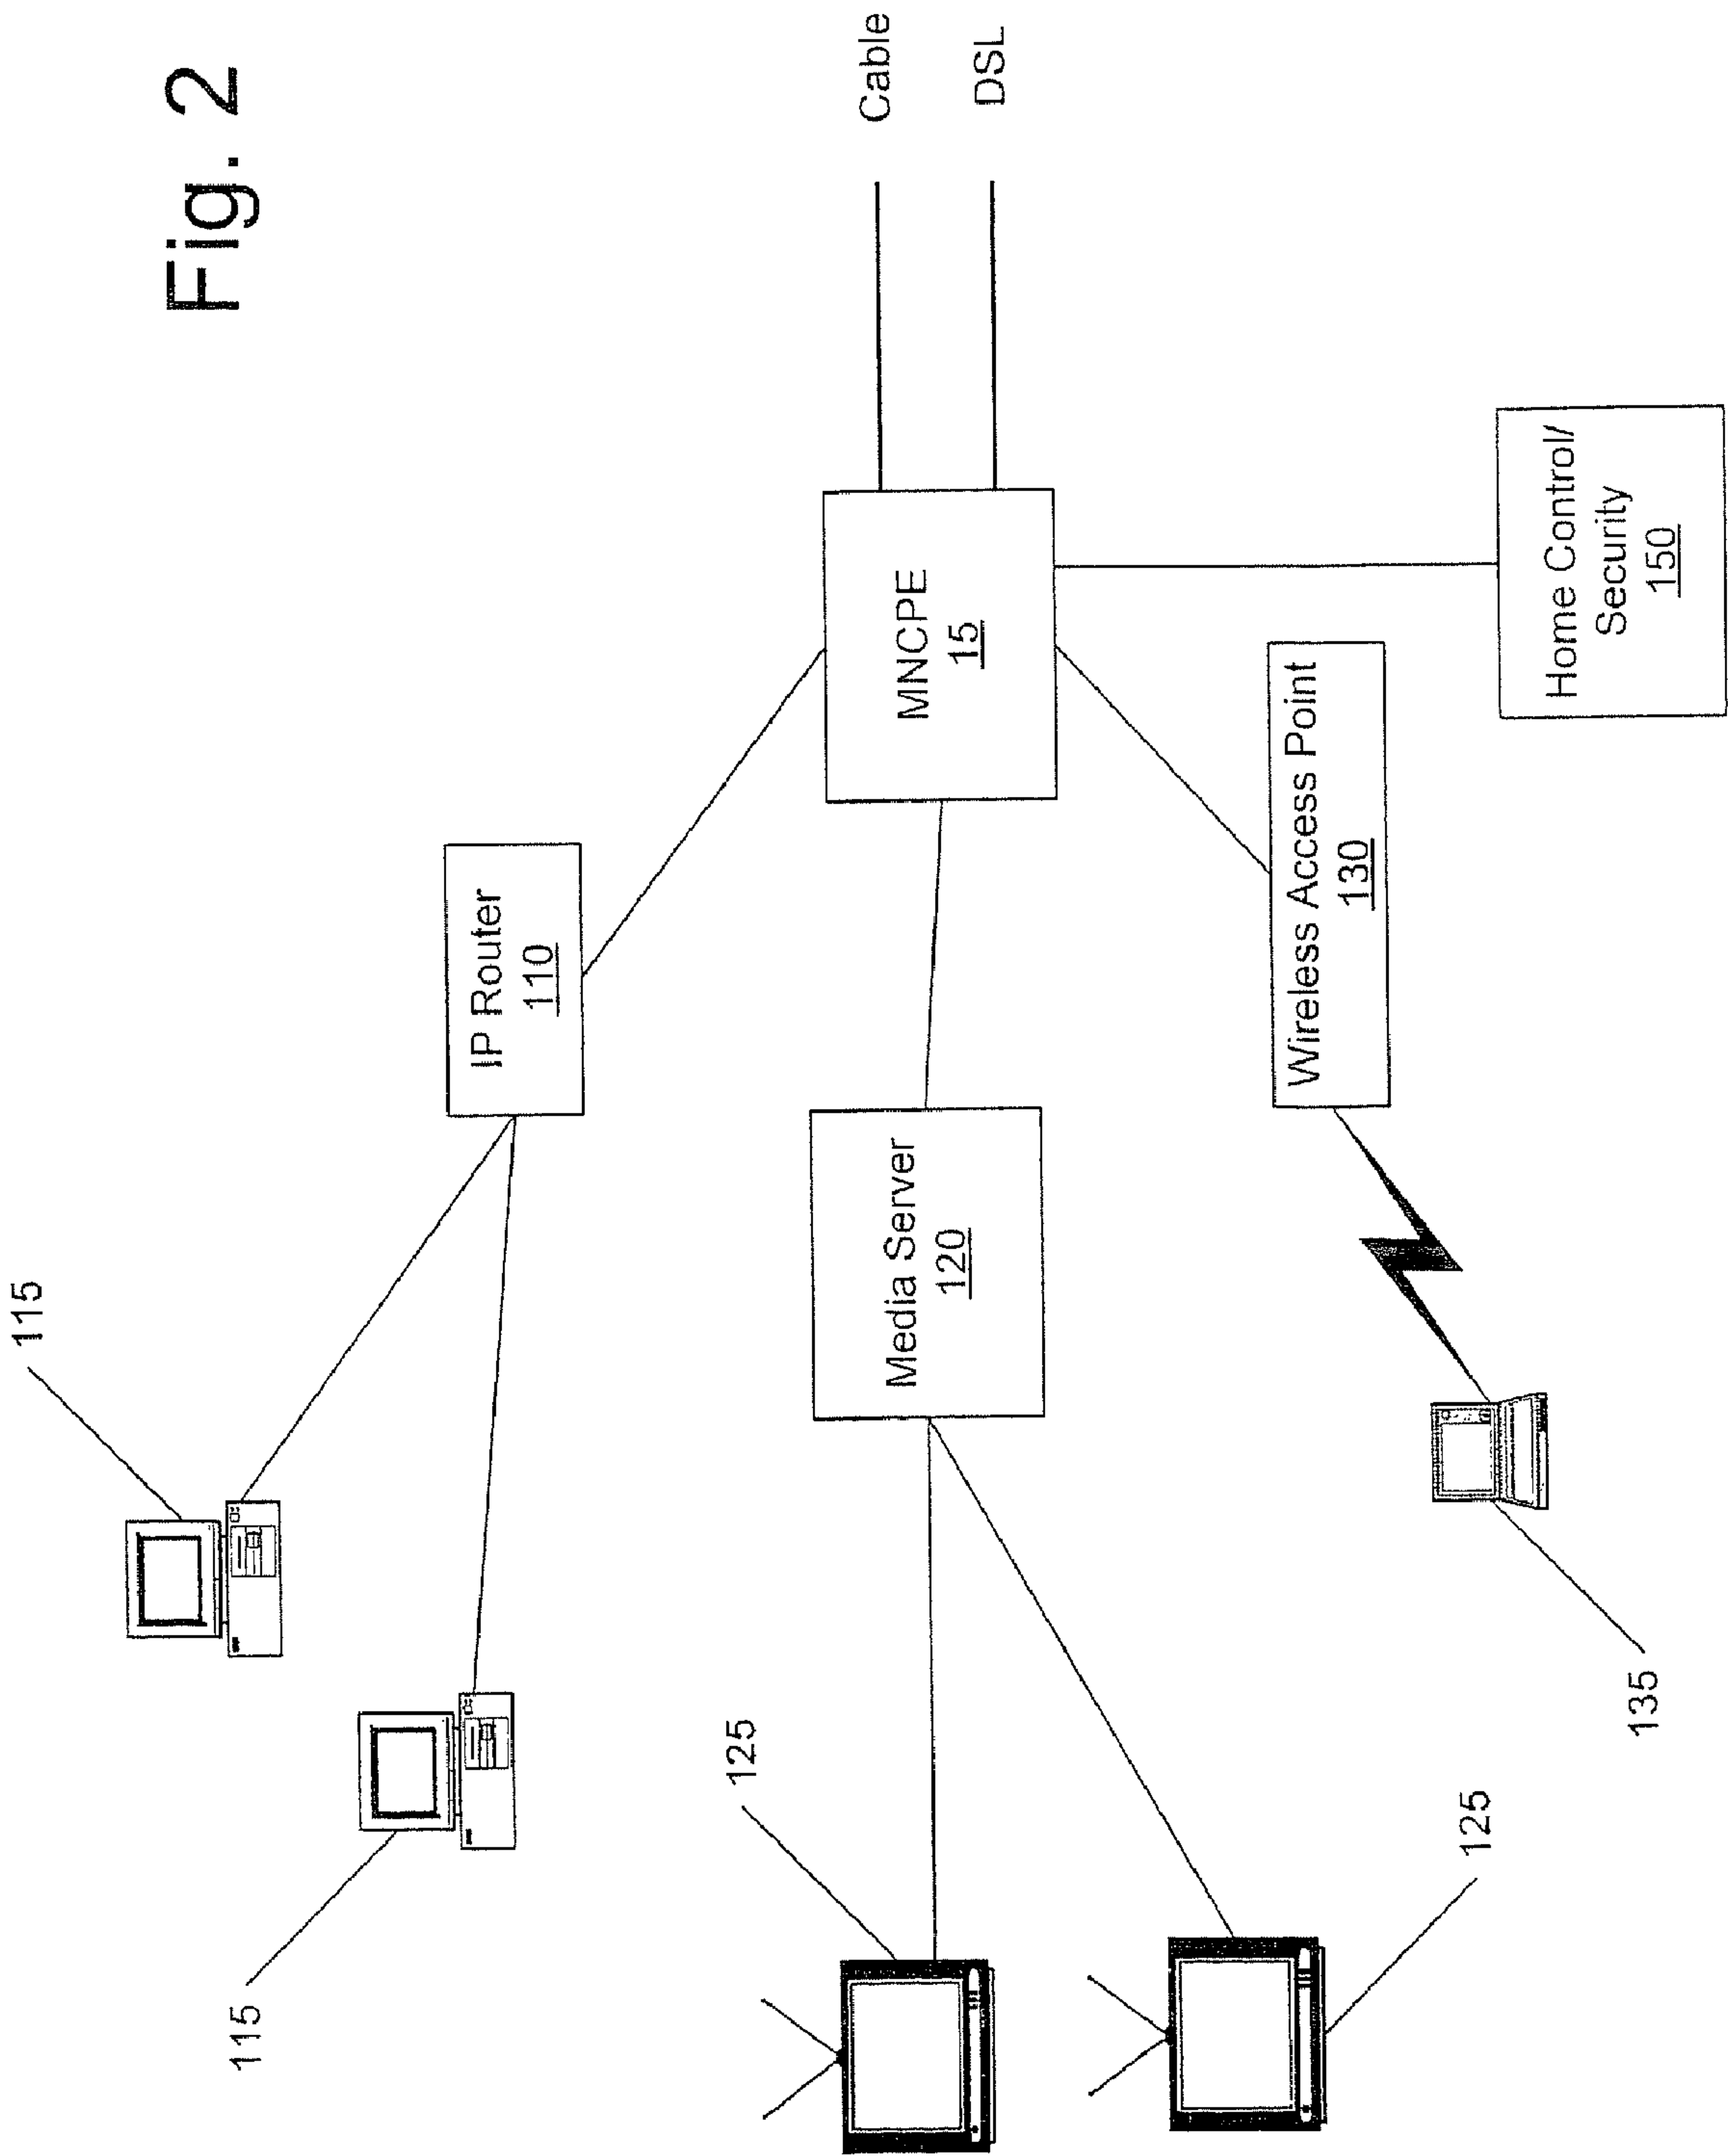 Fig. 2
115
115
IP Router
110
Cable
DSL
MNCPE
15
Media Server
120
125
125
Wireless Access Point
130
135
Home Control/
Security
150